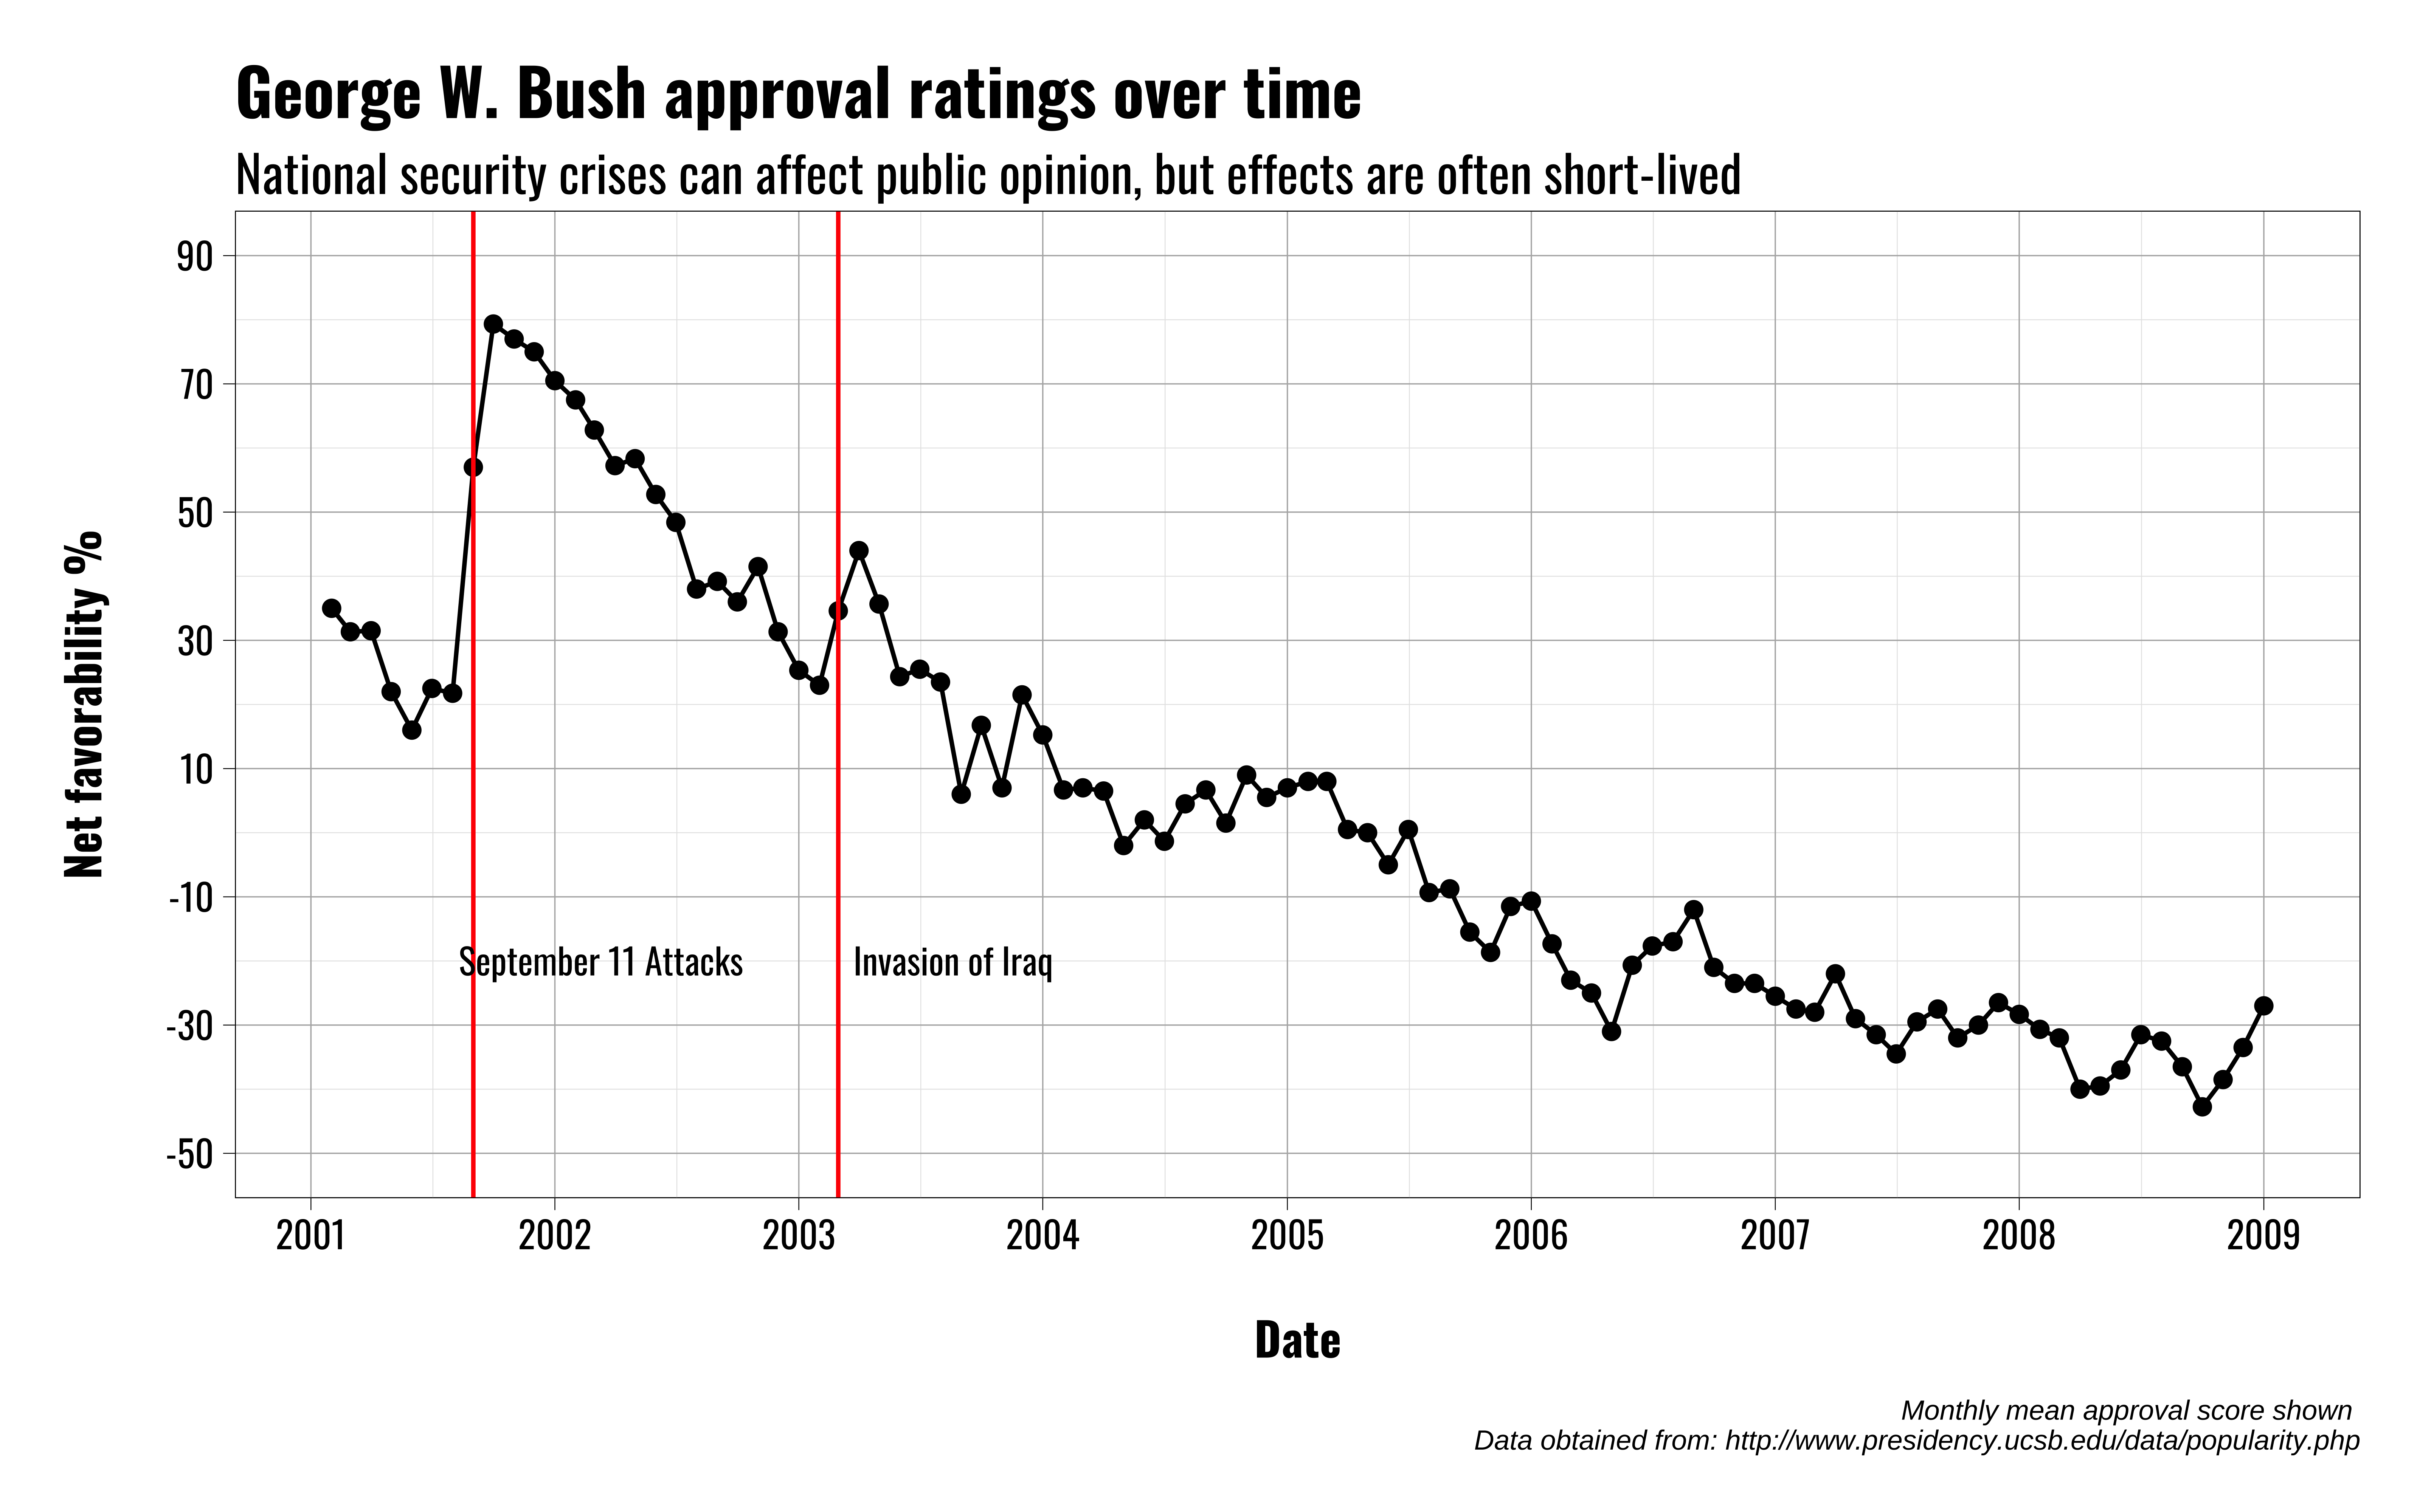 George W. Bush approval ratings over time
National security crises can affect public opinion, but effects are often short-lived
Net favorability %
90
70
50
30
10
-10
-30
-50
September 11 Attacks
Invasion of Iraq
2001
2002
2003
2004
2005
2006
2007
2008
2009
Date
Monthly mean approval score shown
Data obtained from: http://www.presidency.ucsb.edu/data/popularity.php